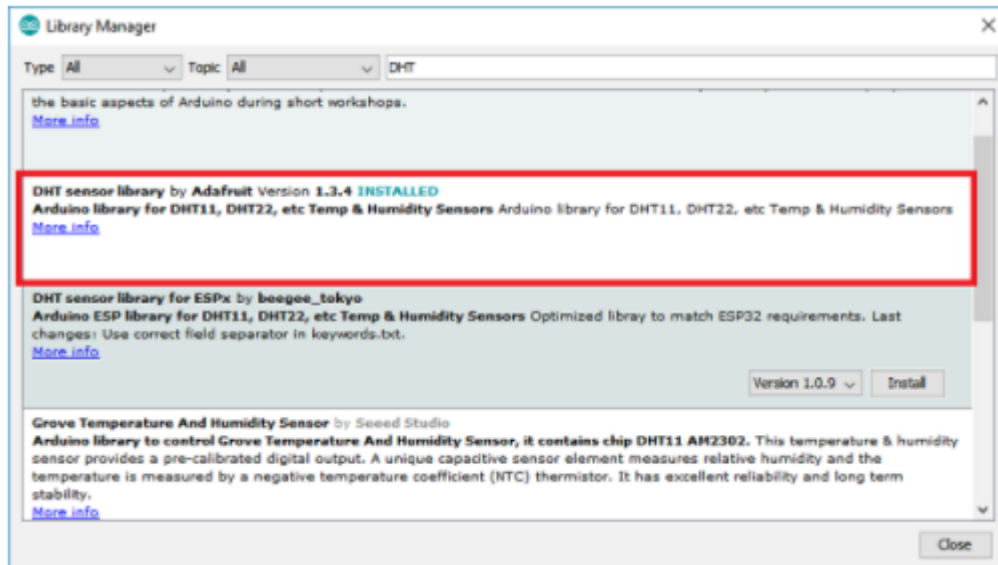 Library Manager
Type All Topic All DHT
the basic aspects of Arduino during short workshops.
More info
DHT sensor library by Adafruit Version 1.3.4 INSTALLED
Arduino library for DHT11, DHT22, etc Temp & Humidity Sensors Arduino library for DHT11, DHT22, etc Temp & Humidity Sensors
More info
DHT sensor library for ESPx by beegee_tokyo
Arduino ESP library for DHT11, DHT22, etc Temp & Humidity Sensors Optimized libray to match ESP32 requirements. Last
changes: Use correct field separator in keywords.txt.
More info
Version 1.0.9 Install
Grove Temperature And Humidity Sensor by Seeed Studio
Arduino library to control Grove Temperature And Humidity Sensor, it contains chip DHT11 AM2302. This temperature & humidity
sensor provides a pre-calibrated digital output. A unique capacitive sensor element measures relative humidity and the
temperature is measured by a negative temperature coefficient (NTC) thermistor. It has excellent reliability and long term
stability.
More info
Close